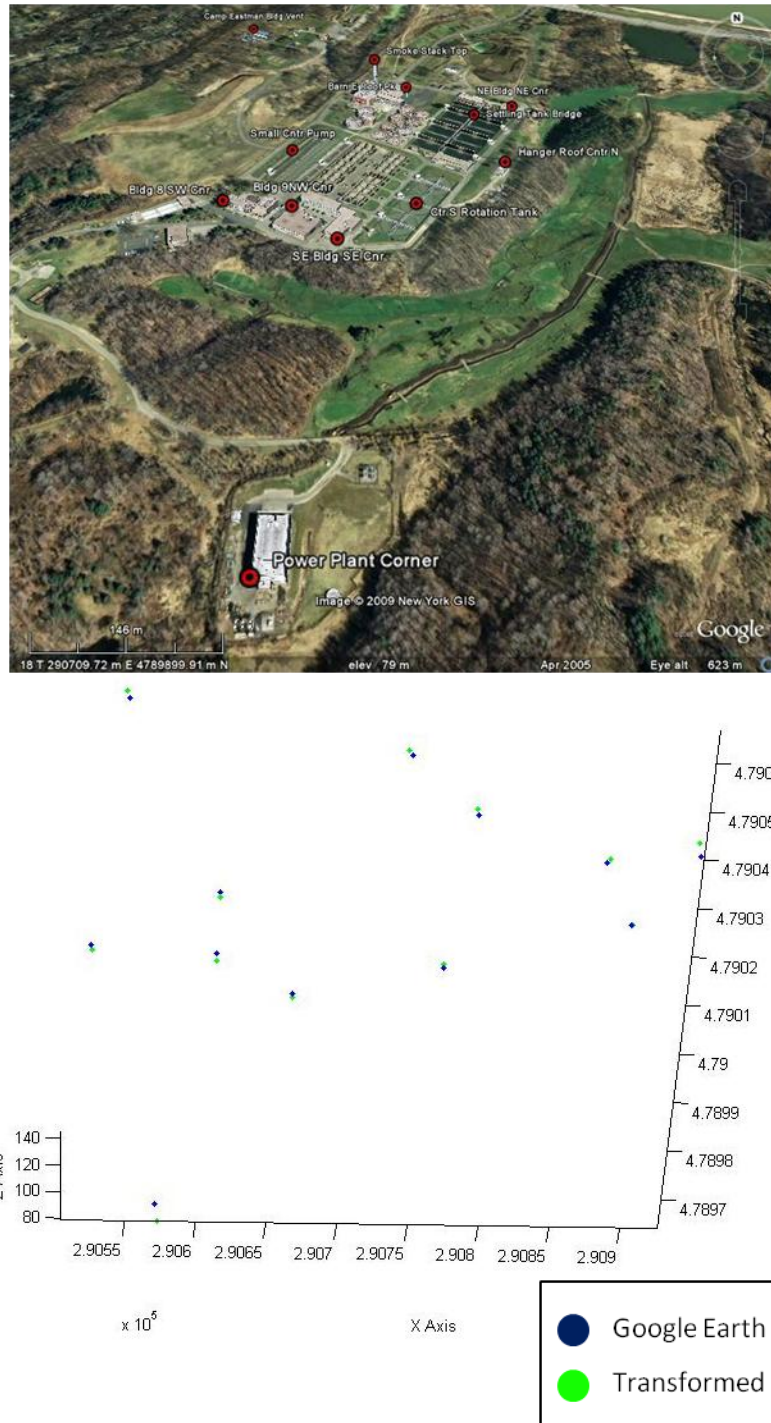 Camp Eastman Bldg Vent
N
Smoke Stack Top
NE Bldg NE Cnr
Settling Tank Bridge
Small Cntr Pump
Hanger Roof Cntr N
Bldg 8 SW Cnr
Bldg 9NW Cnr
Ctr S Rotation Tank
SE Bldg SE Cnr
Power Plant Corner
Image © 2009 New York GIS
146 m
Google
18 T 290709.72 m E 4789899.91 m N
elev 79 m
Apr 2005
Eye alt 623 m
4.790
4.7905
4.7904
4.7903
4.7902
4.7901
4.79
4.7899
4.7898
4.7897
140
120
100
80
2.9055
2.906
2.9065
2.907
2.9075
2.908
2.9085
2.909
x 10⁵
X Axis
Google Earth
Transformed